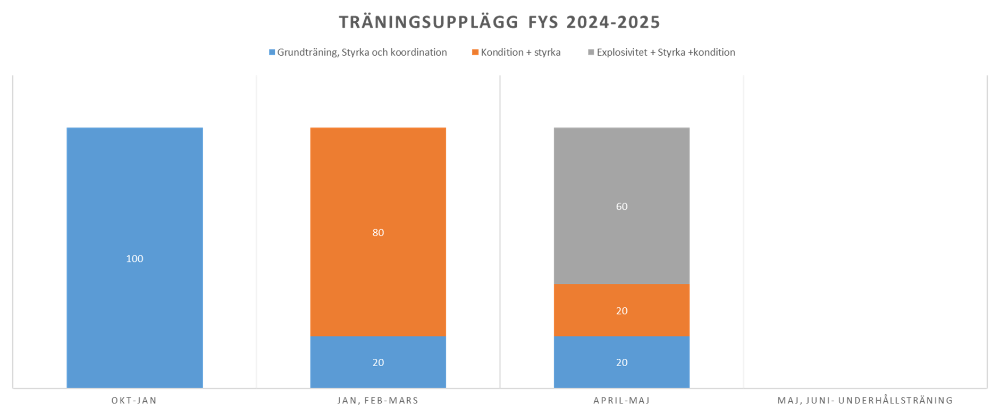 TRÄNINGSUPPLÄGG FYS 2024-2025
Grundträning, Styrka och koordination
Kondition + styrka
Explosivitet + Styrka +kondition
100
80
20
60
20
20
OKT-JAN
JAN, FEB-MARS
APRIL-MAJ
MAJ, JUNI- UNDERHÅLLSTRÄNING